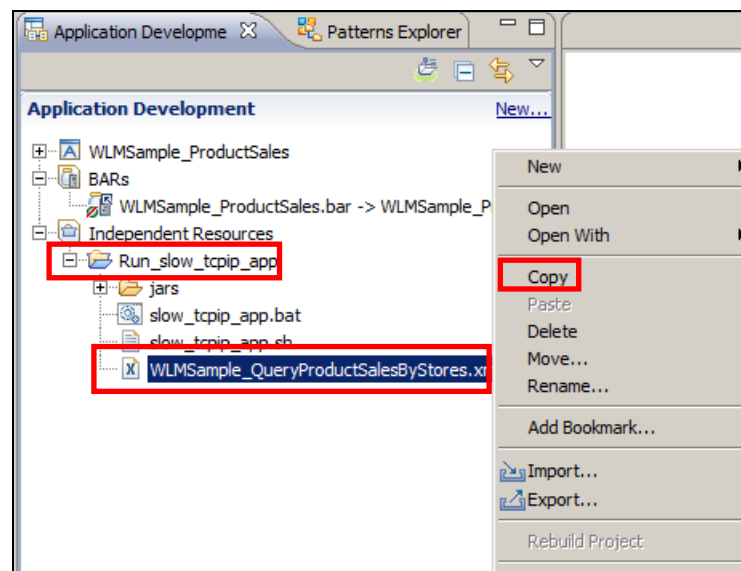 Application Developme
Patterns Explorer
Application Development
New...
WLMSample_ProductSales
BARs
WLMSample_ProductSales.bar -> WLMSample_P
Independent Resources
Run_slow_tcpip_app
jars
slow_tcpip_app.bat
slow_tcpip_app.sh
WLMSample_QueryProductSalesByStores.xm
New
Open
Open With
Copy
Paste
Delete
Move...
Rename...
Add Bookmark...
Import...
Export...
Rebuild Project